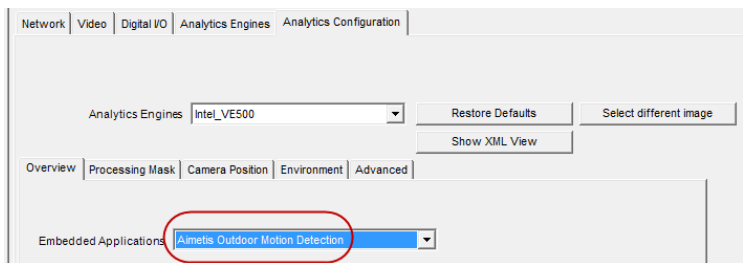 Network Video Digital I/O Analytics Engines Analytics Configuration
Analytics Engines Intel_VE500 Restore Defaults Select different image
Show XML View
Overview Processing Mask Camera Position Environment Advanced
Embedded Applications Aimetis Outdoor Motion Detection